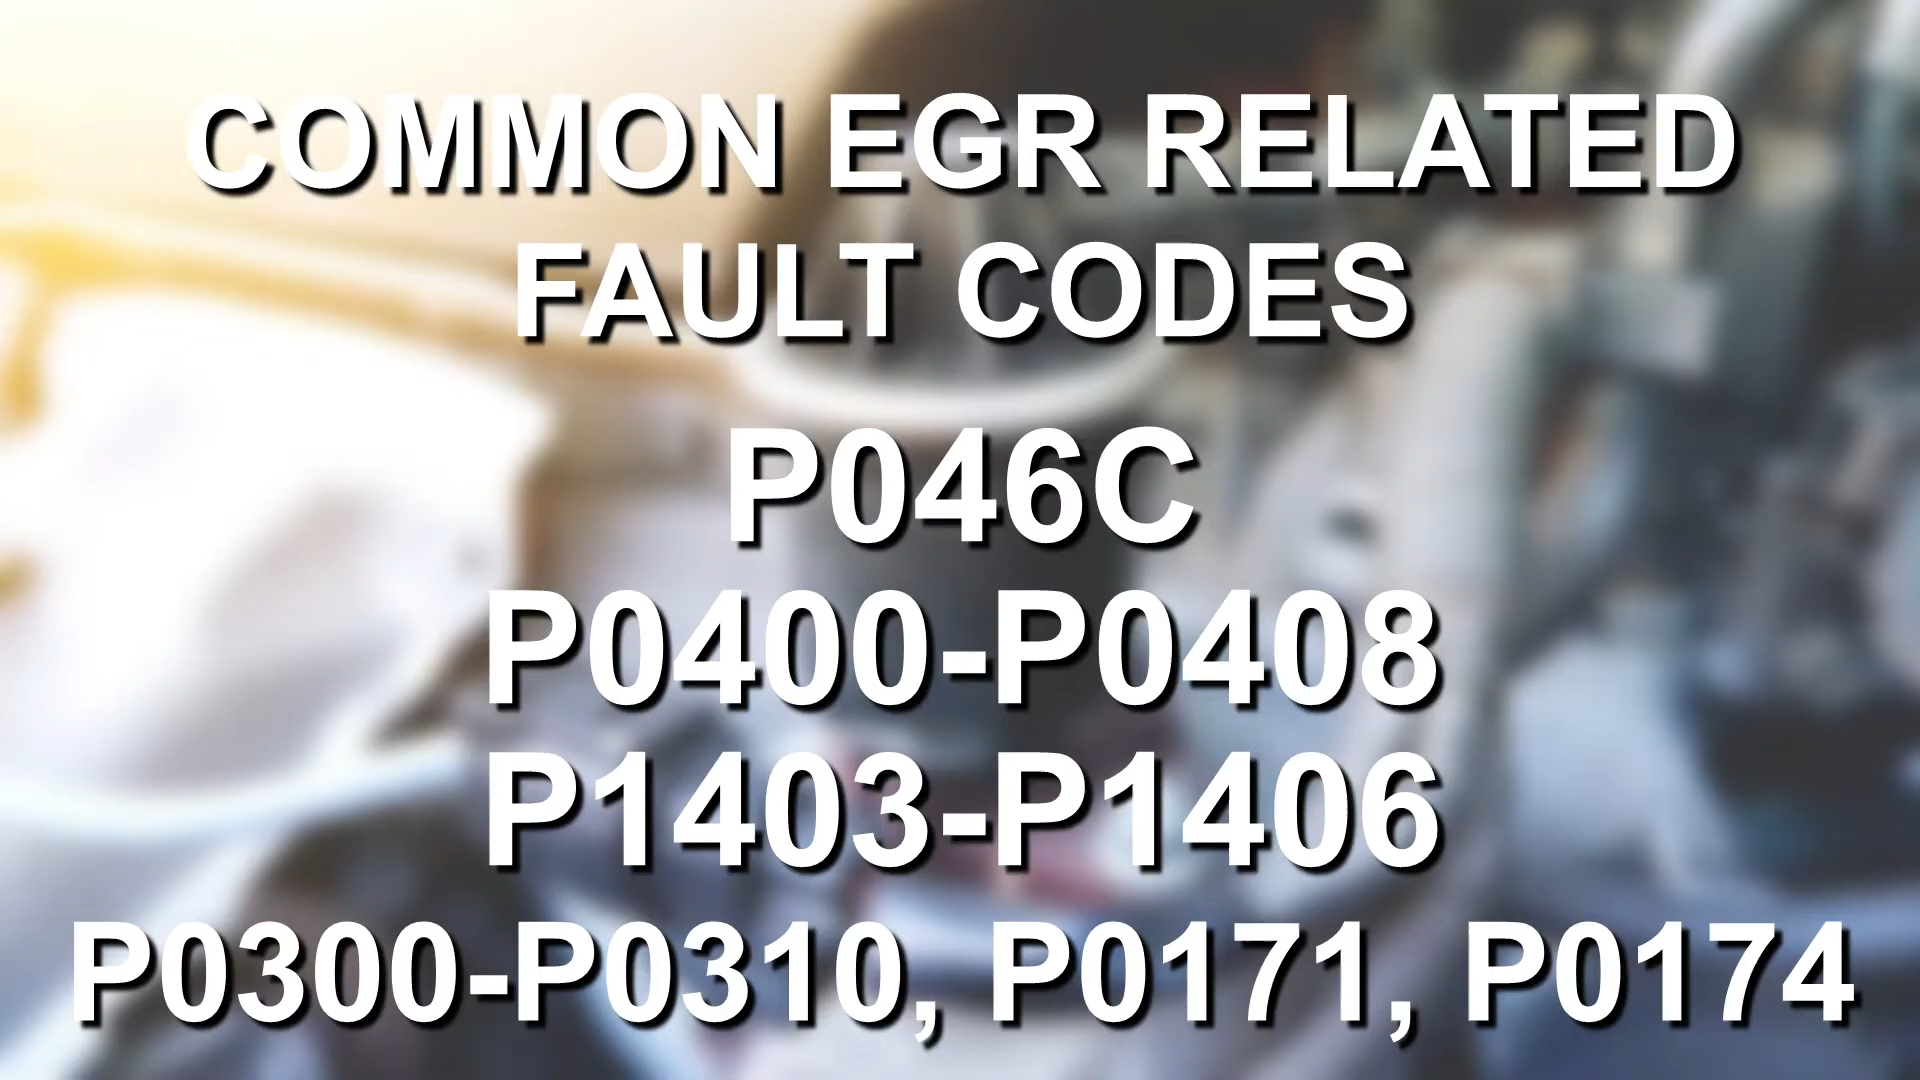 COMMON EGR RELATED
FAULT CODES
P046C
P0400-P0408
P1403-P1406
P0300-P0310, P0171, P0174